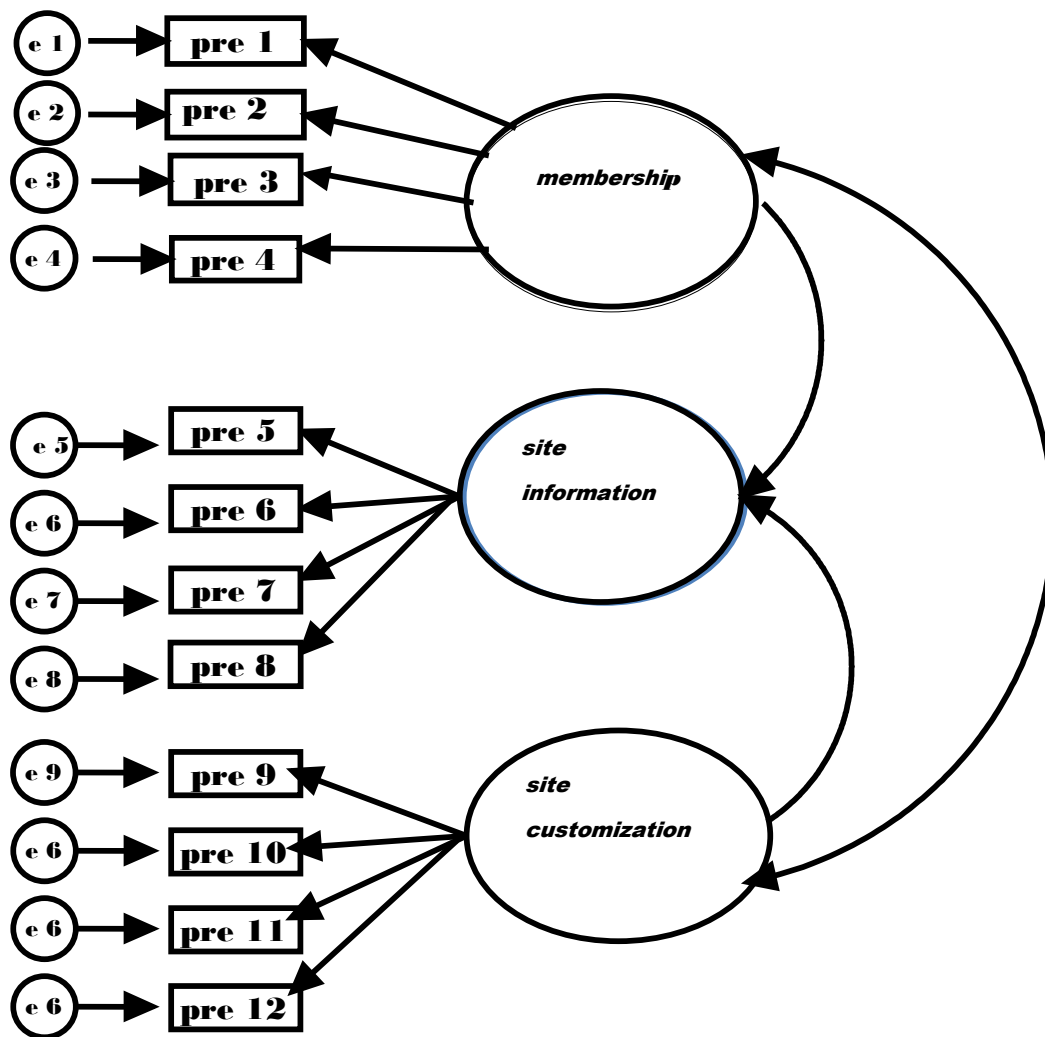 e 1
pre 1
e 2
pre 2
e 3
pre 3
e 4
pre 4
membership
e 5
pre 5
e 6
pre 6
e 7
pre 7
e 8
pre 8
site
information
e 9
pre 9
e 6
pre 10
e 6
pre 11
e 6
pre 12
site
customization